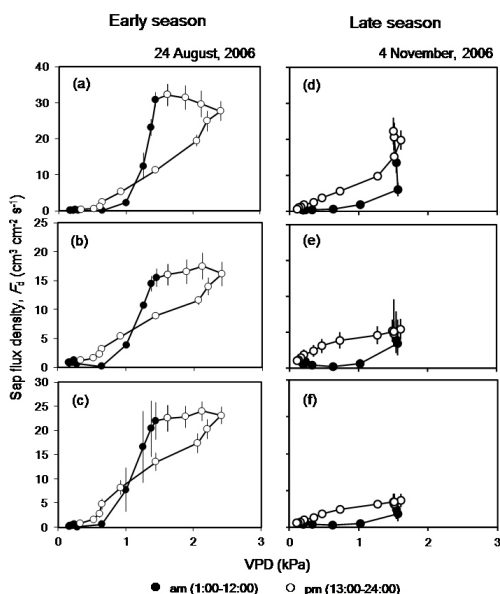 Early season
Late season
24 August, 2006
4 November, 2006
40
30
20
10
0
(a)
(d)
25
20
15
10
5
0
(b)
(e)
30
25
20
15
10
5
0
(c)
(f)
Sap flux density, Fd (cm³ cm⁻² s⁻¹)
0 1 2 3
0 1 2 3
VPD (kPa)
● am (1:00-12:00) ○ pm (13:00-24:00)